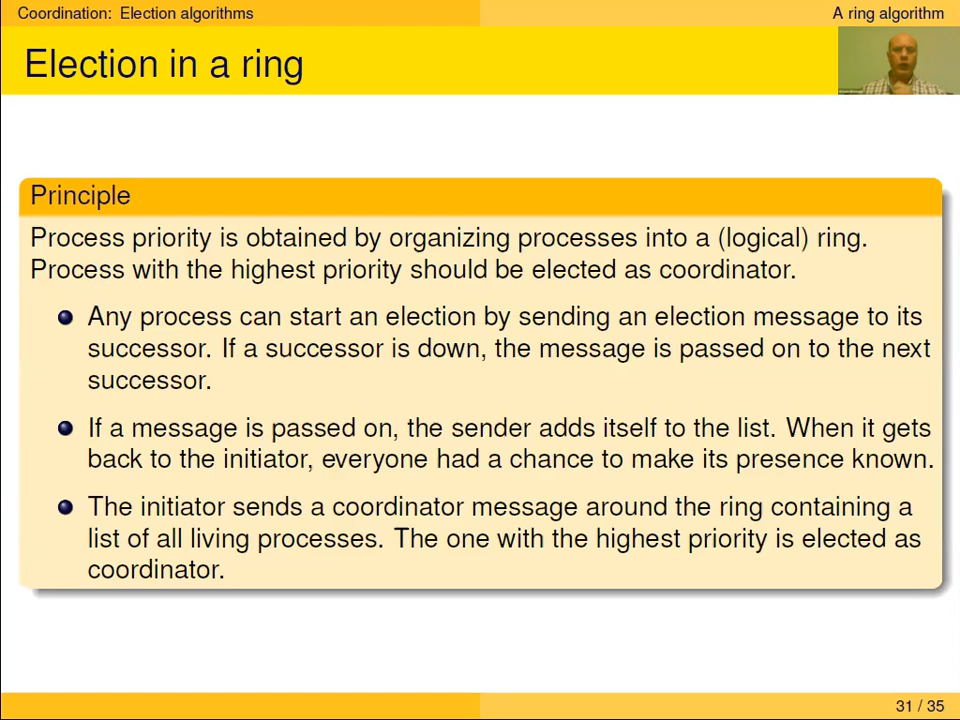 Coordination: Election algorithms
A ring algorithm
Election in a ring
Principle
Process priority is obtained by organizing processes into a (logical) ring.
Process with the highest priority should be elected as coordinator.
Any process can start an election by sending an election message to its
successor. If a successor is down, the message is passed on to the next
successor.
If a message is passed on, the sender adds itself to the list. When it gets
back to the initiator, everyone had a chance to make its presence known.
The initiator sends a coordinator message around the ring containing a
list of all living processes. The one with the highest priority is elected as
coordinator.
31 / 35